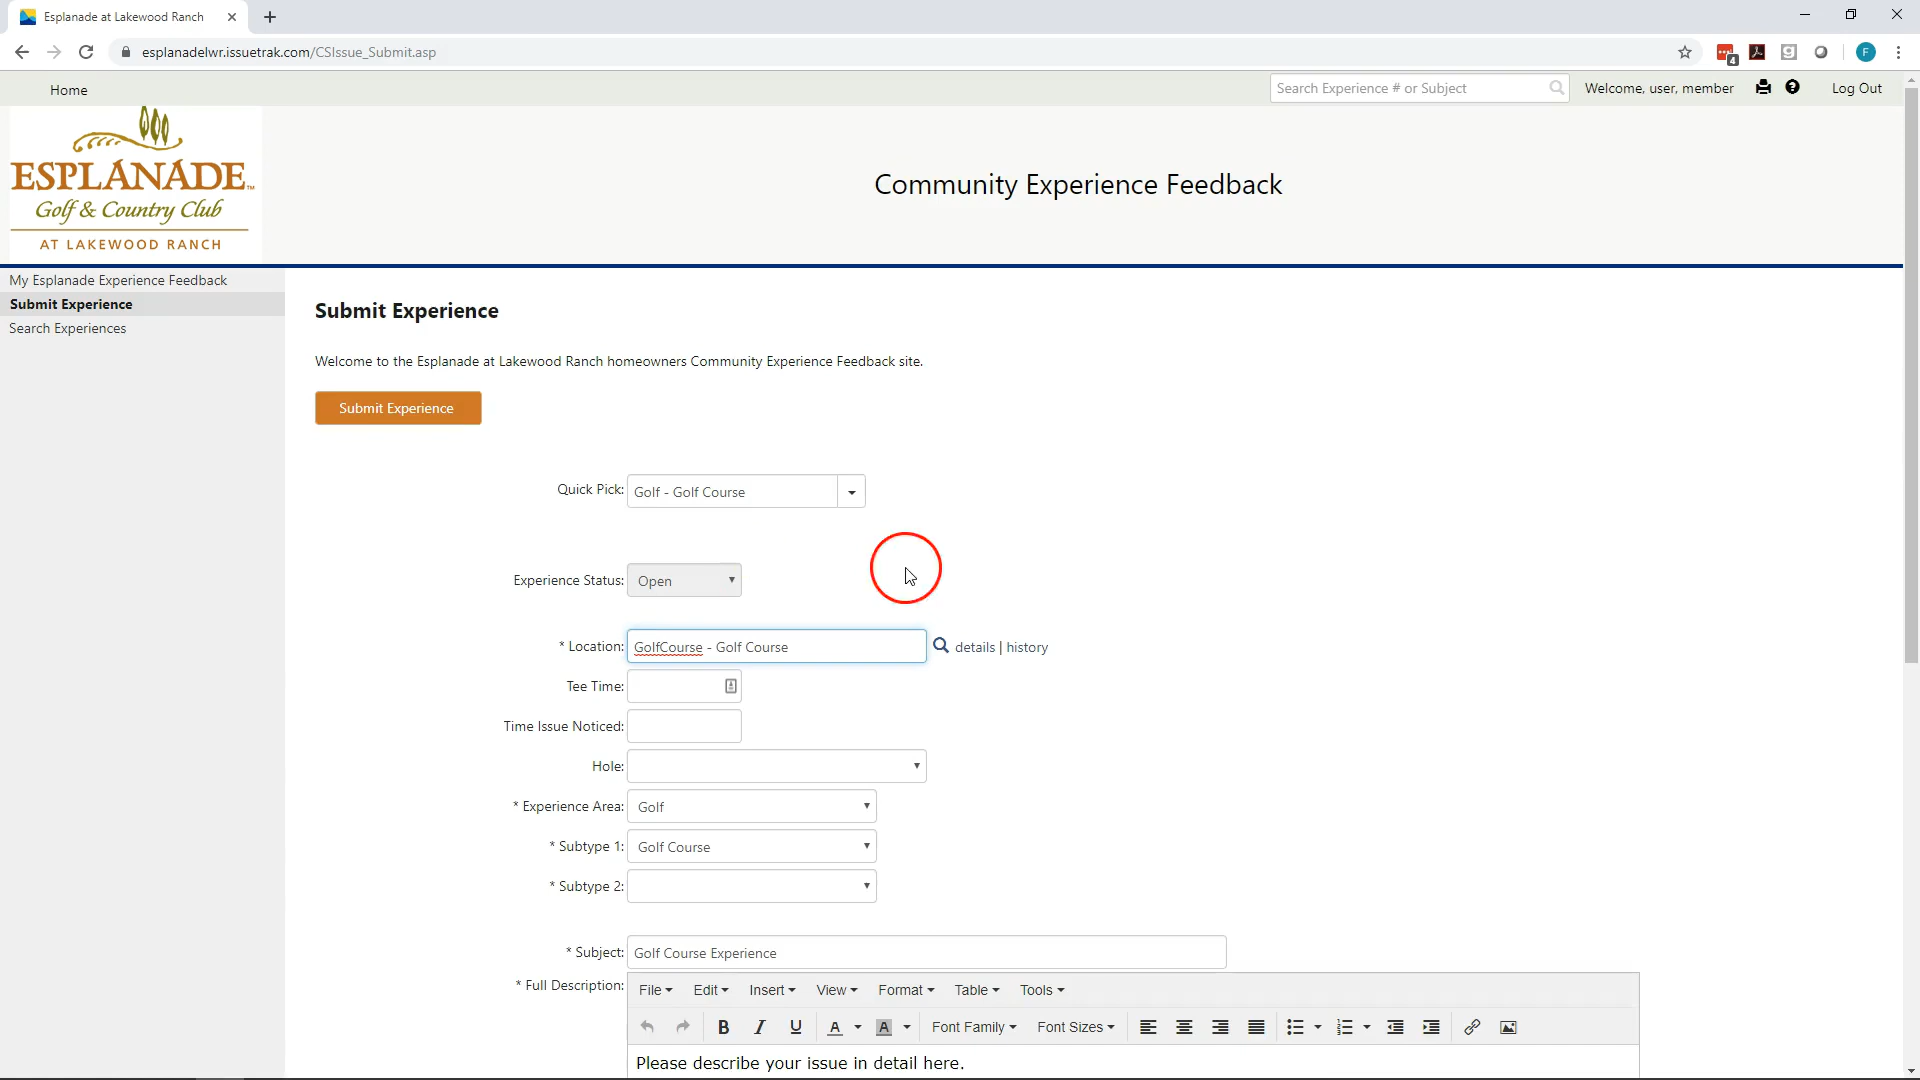 Esplanade at Lakewood Ranch
esplanadelwr.issuetrak.com/CSIssue_Submit.asp
4
F
Home
Search Experience # or Subject
Welcome, user, member
Log Out
ESPLANADE™
Golf & Country Club
AT LAKEWOOD RANCH
Community Experience Feedback
My Esplanade Experience Feedback
Submit Experience
Search Experiences
Submit Experience
Welcome to the Esplanade at Lakewood Ranch homeowners Community Experience Feedback site.
Submit Experience
Quick Pick: Golf - Golf Course
Experience Status: Open
* Location: GolfCourse - Golf Course details | history
Tee Time:
Time Issue Noticed:
Hole:
* Experience Area: Golf
* Subtype 1: Golf Course
* Subtype 2:
* Subject: Golf Course Experience
* Full Description: File Edit Insert View Format Table Tools
B I U A A Font Family Font Sizes
Please describe your issue in detail here.